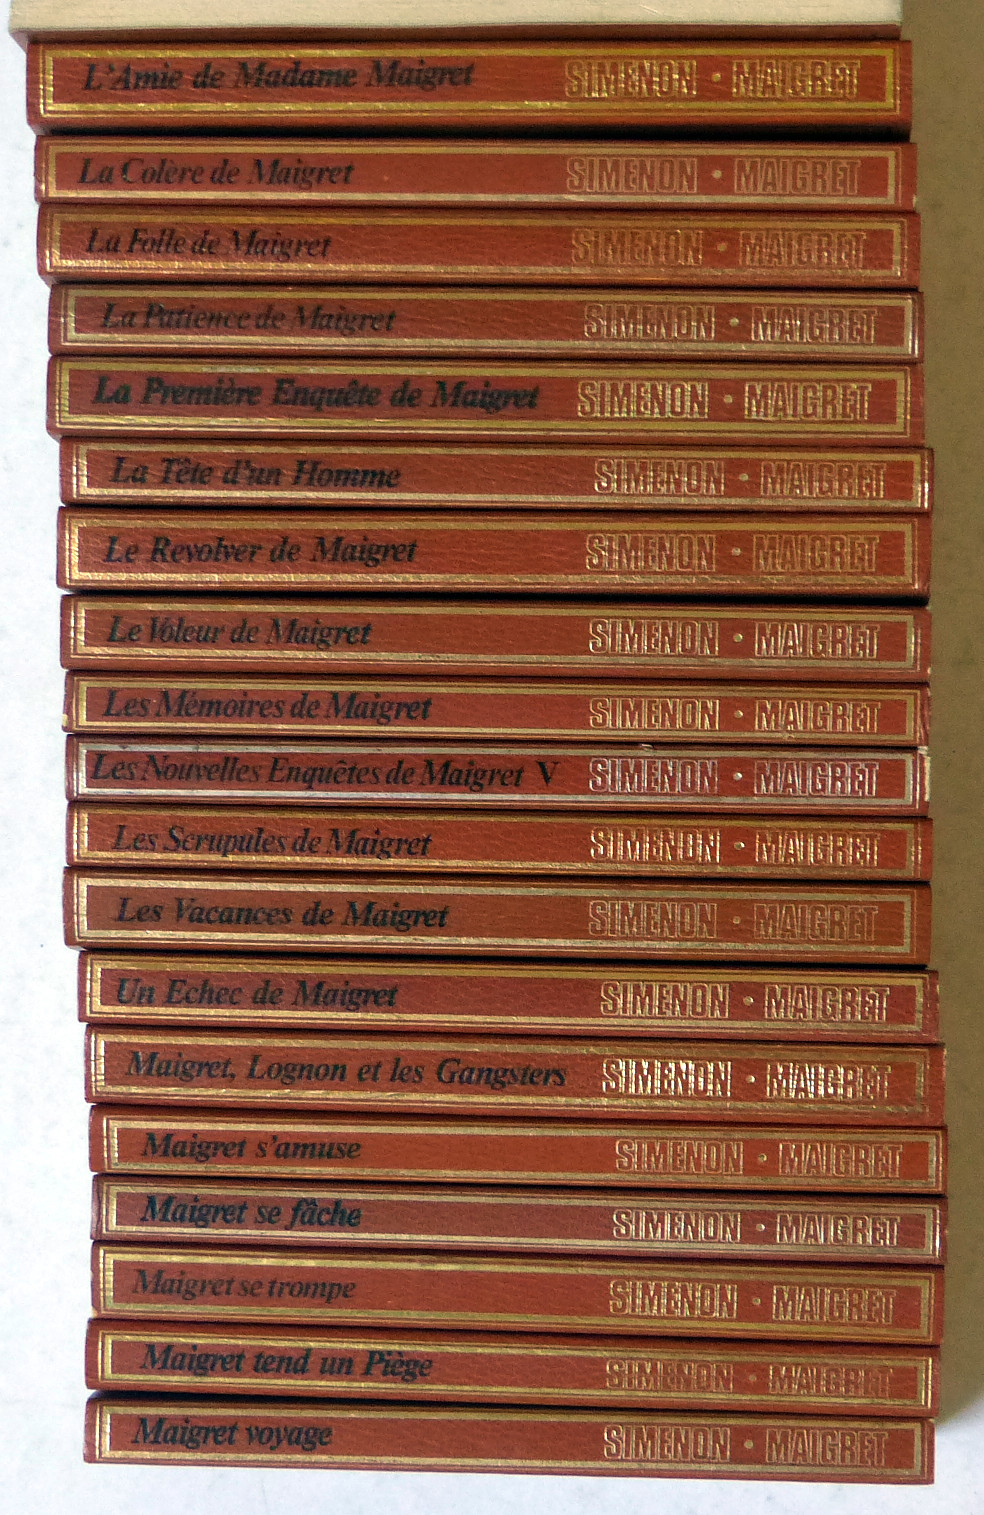 L'Amie de Madame Maigret SIMENON • MAIGRET
La Colère de Maigret SIMENON • MAIGRET
La Folle de Maigret SIMENON • MAIGRET
La Patience de Maigret SIMENON • MAIGRET
La Première Enquête de Maigret SIMENON • MAIGRET
La Tête d'un Homme SIMENON • MAIGRET
Le Revolver de Maigret SIMENON • MAIGRET
Le Voleur de Maigret SIMENON • MAIGRET
Les Mémoires de Maigret SIMENON • MAIGRET
Les Nouvelles Enquêtes de Maigret V SIMENON • MAIGRET
Les Scrupules de Maigret SIMENON • MAIGRET
Les Vacances de Maigret SIMENON • MAIGRET
Un Echec de Maigret SIMENON • MAIGRET
Maigret, Lognon et les Gangsters SIMENON • MAIGRET
Maigret s'amuse SIMENON • MAIGRET
Maigret se fâche SIMENON • MAIGRET
Maigret se trompe SIMENON • MAIGRET
Maigret tend un Piège SIMENON • MAIGRET
Maigret voyage SIMENON • MAIGRET